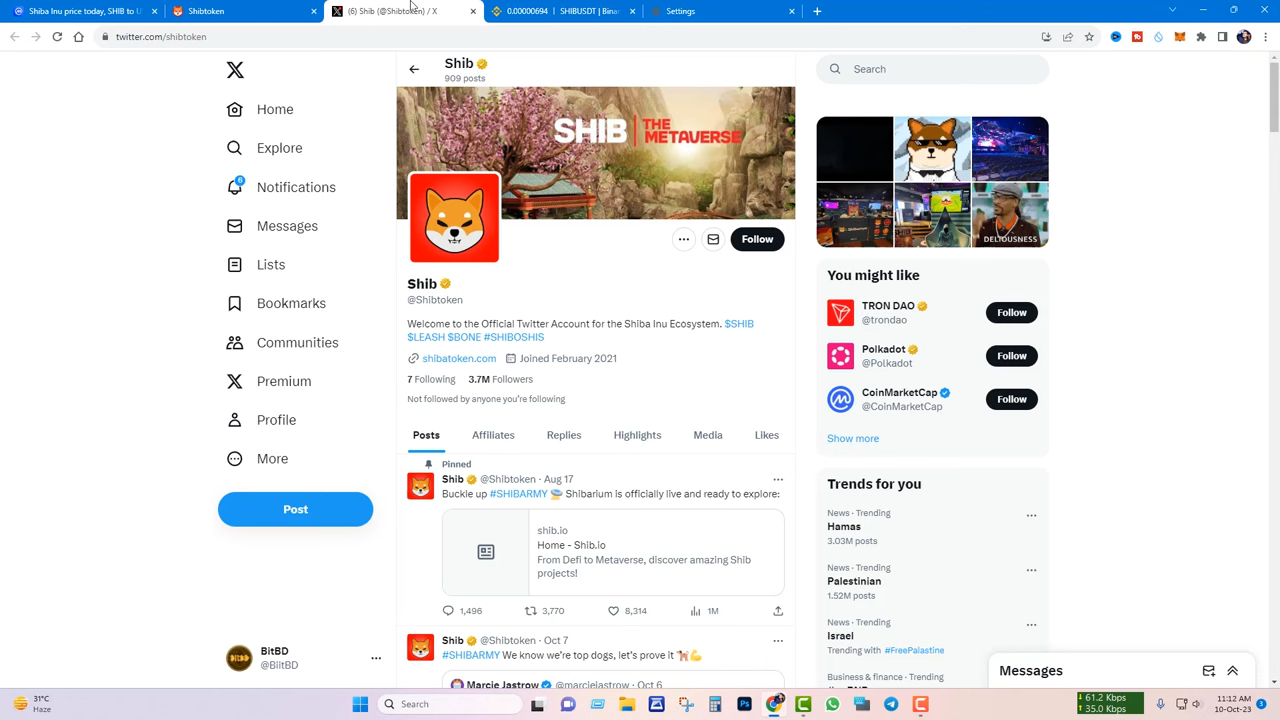 Shiba Inu price today, SHIB to U
Shibtoken
(6) Shib (@Shibtoken) / X
0.00000694 | SHIBUSDT | Binan
Settings
twitter.com/shibtoken
Shib
909 posts
Search
Home
Explore
6
Notifications
Messages
Lists
Bookmarks
Communities
Premium
Profile
More
Post
BitBD
@BiitBD
SHIB | THE METAVERSE
Follow
Shib
@Shibtoken
Welcome to the Official Twitter Account for the Shiba Inu Ecosystem. $SHIB
$LEASH $BONE #SHIBOSHIS
shibatoken.com Joined February 2021
7 Following 3.7M Followers
Not followed by anyone you're following
Posts Affiliates Replies Highlights Media Likes
Pinned
Shib @Shibtoken · Aug 17
Buckle up #SHIBARMY Shibarium is officially live and ready to explore:
shib.io
Home - Shib.io
From Defi to Metaverse, discover amazing Shib
projects!
1,496 3,770 8,314 1M
Shib @Shibtoken · Oct 7
#SHIBARMY We know we're top dogs, let's prove it
Marcie Jastrow @marciejastrow · Oct 6
DELIOUSNESS
You might like
TRON DAO
@trondao
Follow
Polkadot
@Polkadot
Follow
CoinMarketCap
@CoinMarketCap
Follow
Show more
Trends for you
News · Trending
Hamas
3.03M posts
News · Trending
Palestinian
1.52M posts
News · Trending
Israel
Trending with #FreePalastine
Business & finance · Trending
Messages
31°C
Haze
Search
61.2 Kbps
35.0 Kbps
11:12 AM
10-Oct-23
3